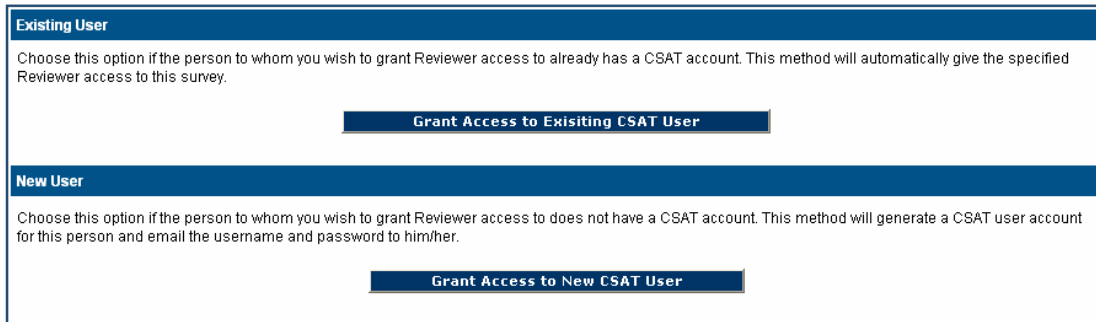 Existing User
Choose this option if the person to whom you wish to grant Reviewer access to already has a CSAT account. This method will automatically give the specified
Reviewer access to this survey.
Grant Access to Exisiting CSAT User
New User
Choose this option if the person to whom you wish to grant Reviewer access to does not have a CSAT account. This method will generate a CSAT user account
for this person and email the username and password to him/her.
Grant Access to New CSAT User